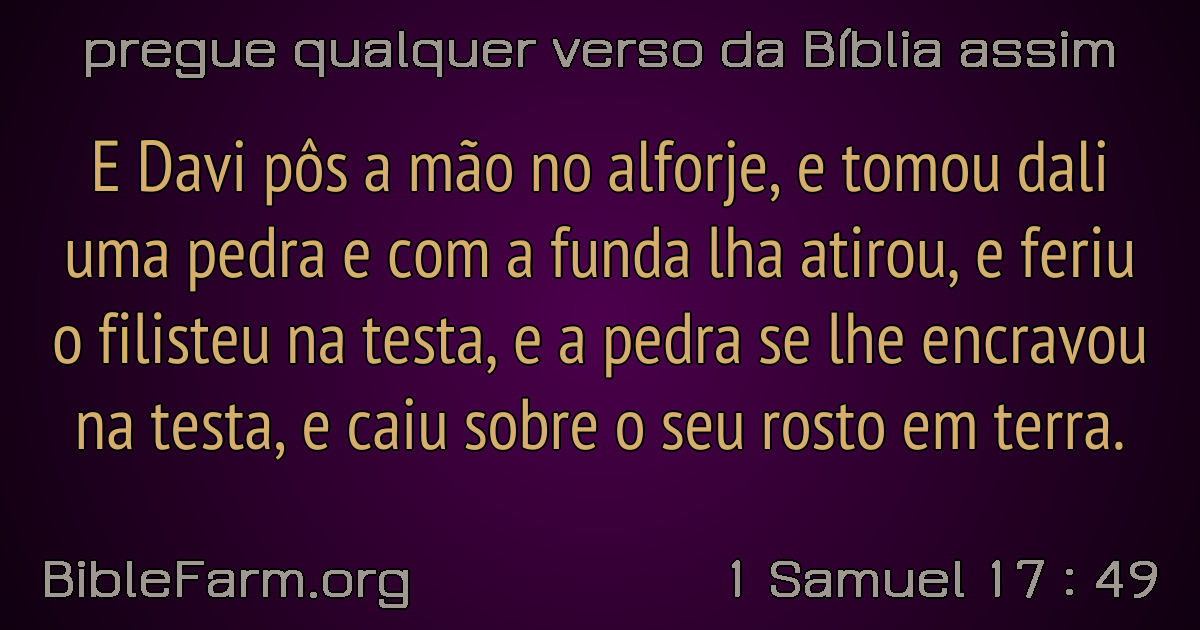 pregue qualquer verso da Bíblia assim
E Davi pôs a mão no alforje, e tomou dali
uma pedra e com a funda lha atirou, e feriu
o filisteu na testa, e a pedra se lhe encravou
na testa, e caiu sobre o seu rosto em terra.
BibleFarm.org
1 Samuel 17 : 49